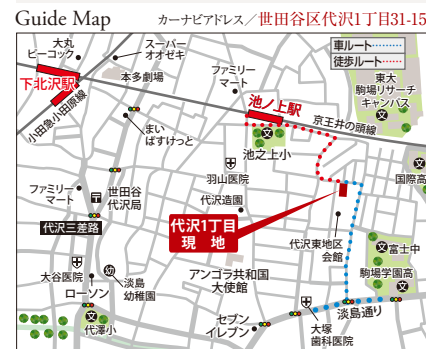 Guide Map
カーナビアドレス／世田谷区代沢1丁目31-15
車ルート
徒歩ルート
大丸
ピーコック
スーパー
オオゼキ
下北沢駅
本多劇場
ファミリー
マート
池ノ上駅
東大
駒場リサーチ
キャンパス
小田急小田原線
京王井の頭線
まい
ばすけっと
文
池之上小
文
国際高
羽山医院
ファミリー
マート
世田谷
代沢局
代沢造園
代沢三差路
代沢1丁目
現　地
代沢東地区
会館
文
富士中
大谷医院
幼
淡島
幼稚園
アンゴラ共和国
大使館
駒場学園高
文
ローソン
淡島通り
文
代澤小
セブン
イレブン
大塚
歯科医院